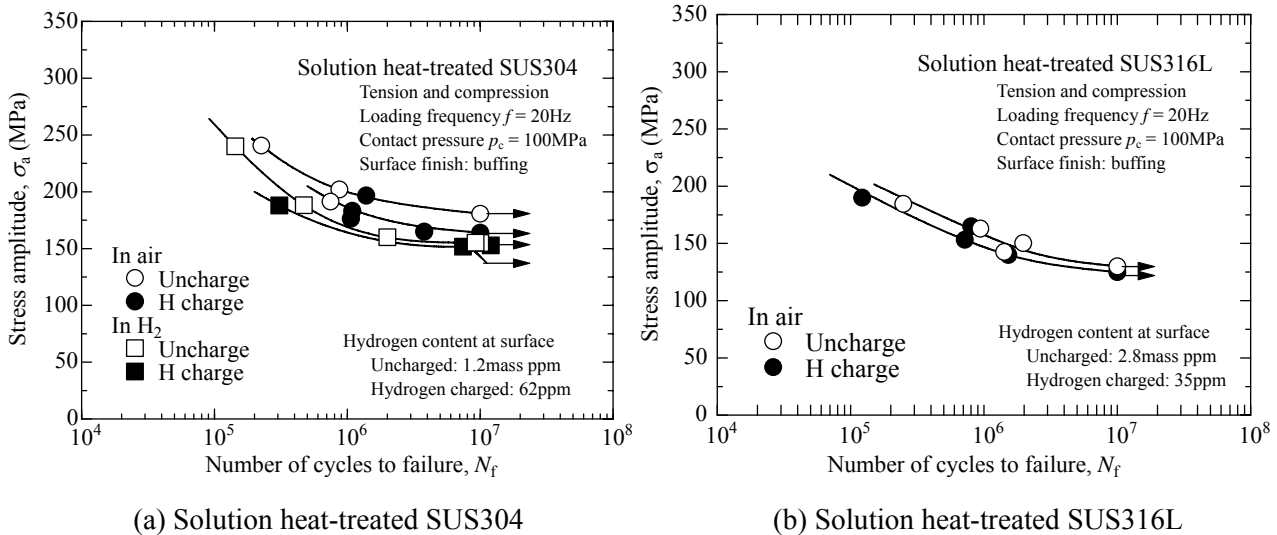 350
300
250
200
150
100
50
0
Stress amplitude, σa (MPa)
Solution heat-treated SUS304
Tension and compression
Loading frequency f = 20Hz
Contact pressure pc = 100MPa
Surface finish: buffing
In air
Uncharge
H charge
In H2
Uncharge
H charge
Hydrogen content at surface
Uncharged: 1.2mass ppm
Hydrogen charged: 62ppm
10^4 10^5 10^6 10^7 10^8
Number of cycles to failure, Nf
(a) Solution heat-treated SUS304
350
300
250
200
150
100
50
0
Stress amplitude, σa (MPa)
Solution heat-treated SUS316L
Tension and compression
Loading frequency f = 20Hz
Contact pressure pc = 100MPa
Surface finish: buffing
In air
Uncharge
H charge
Hydrogen content at surface
Uncharged: 2.8mass ppm
Hydrogen charged: 35ppm
10^4 10^5 10^6 10^7 10^8
Number of cycles to failure, Nf
(b) Solution heat-treated SUS316L